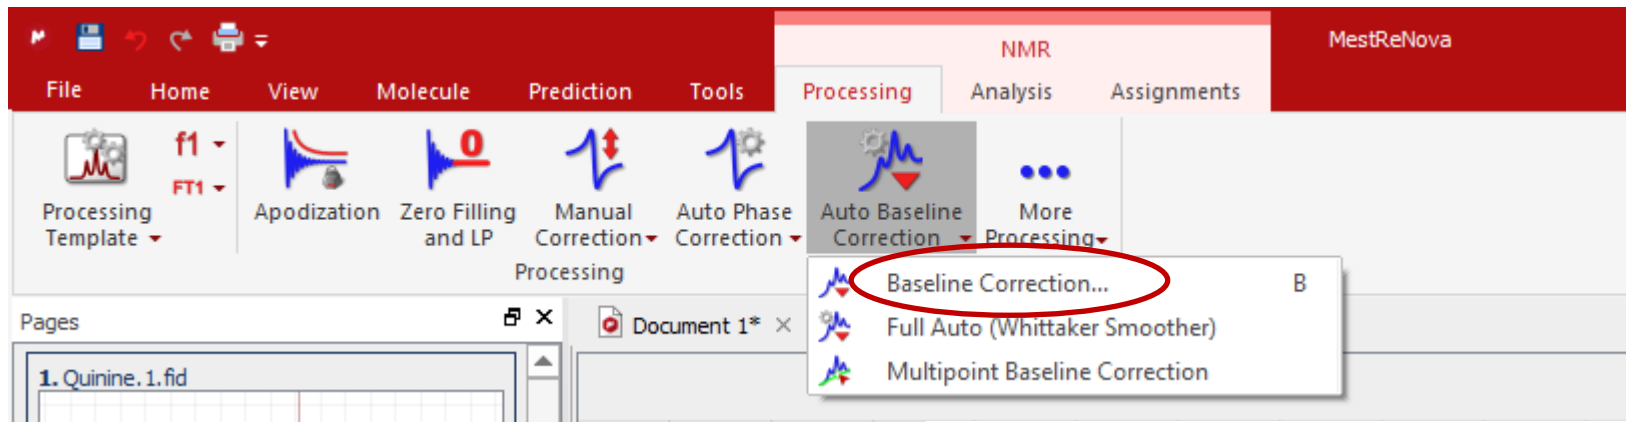 NMR
MestReNova
File Home View Molecule Prediction Tools Processing Analysis Assignments
f1
FT1
0
Processing Template
Apodization
Zero Filling and LP
Manual Correction
Auto Phase Correction
Auto Baseline Correction
More Processing
Processing
Baseline Correction... B
Full Auto (Whittaker Smoother)
Multipoint Baseline Correction
Pages
Document 1*
1. Quinine.1.fid